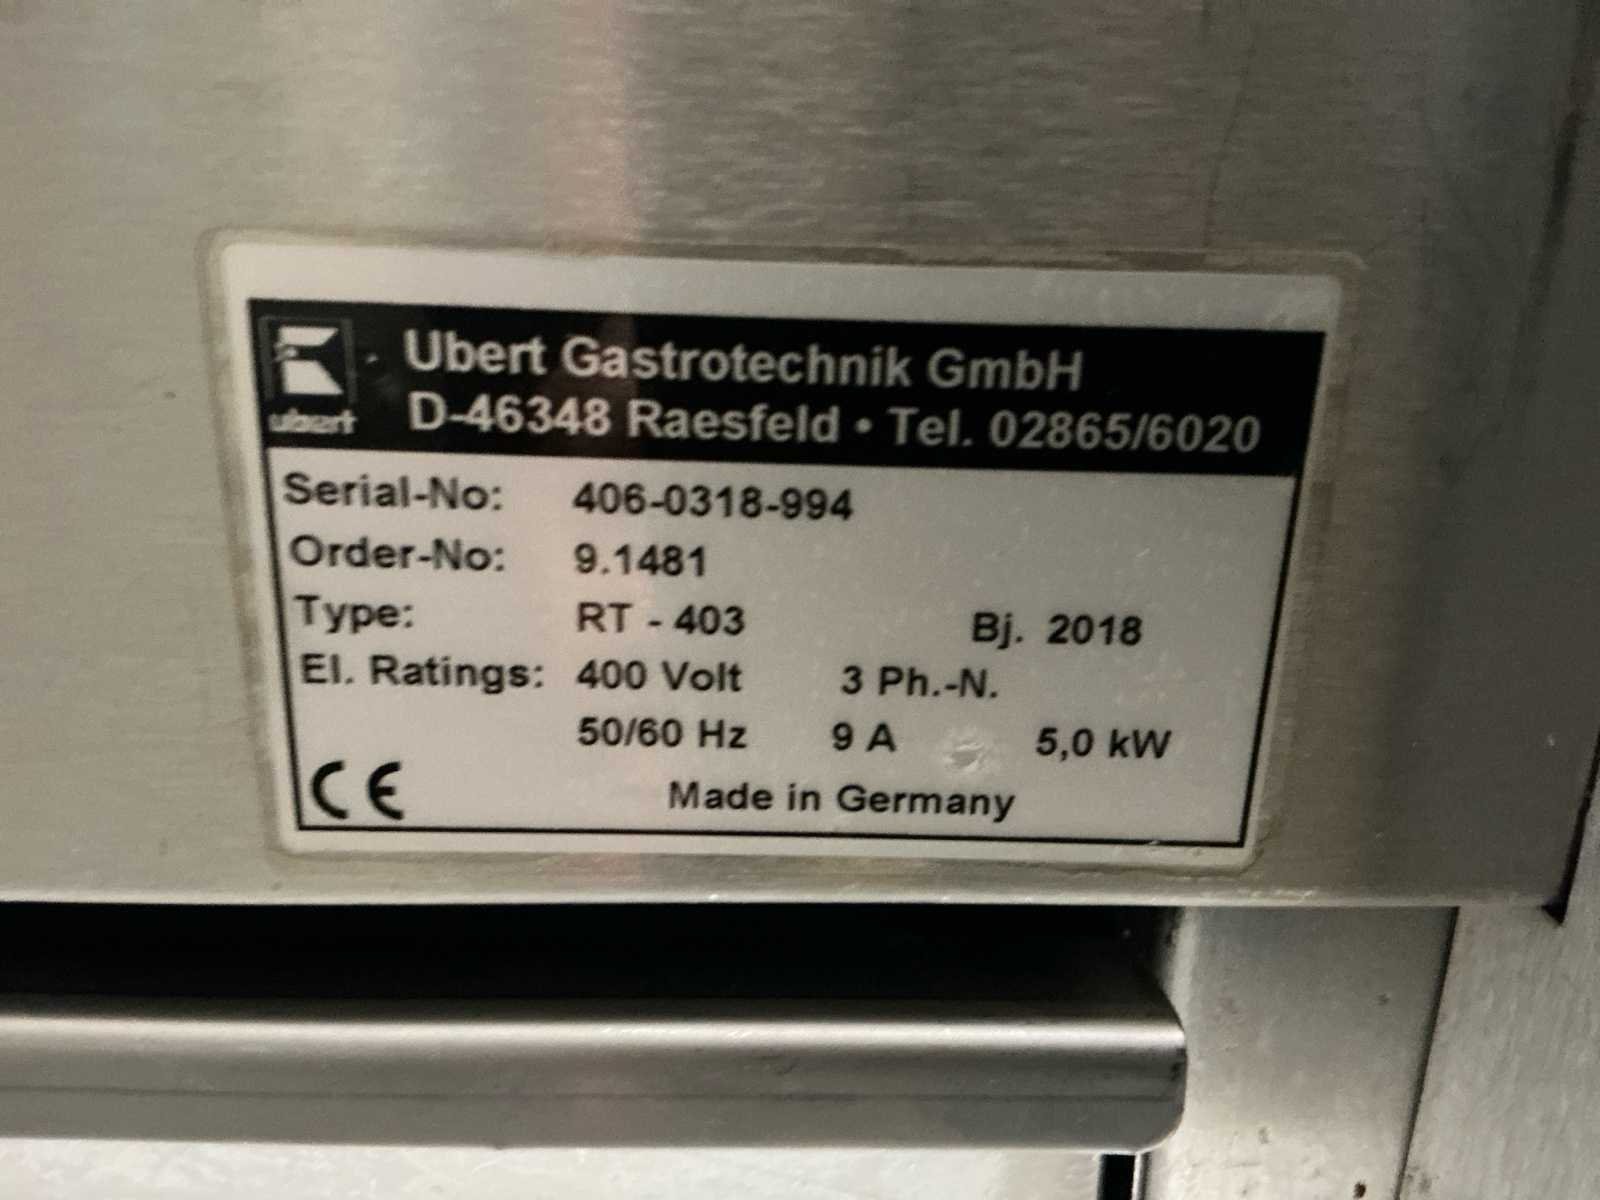 Ubert Gastrotechnik GmbH
ubert
D-46348 Raesfeld • Tel. 02865/6020
Serial-No: 406-0318-994
Order-No: 9.1481
Type: RT - 403 Bj. 2018
El. Ratings: 400 Volt 3 Ph.-N.
50/60 Hz 9 A 5,0 kW
CE Made in Germany